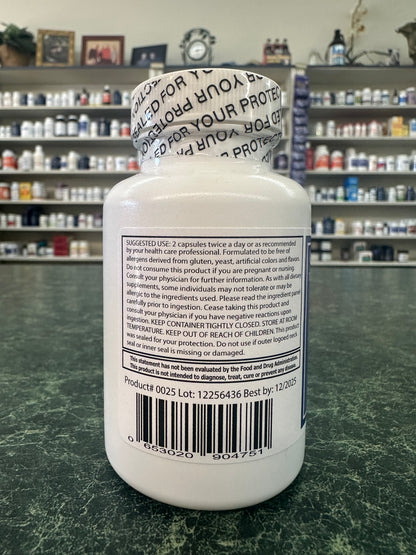 SEALED FOR YOUR PROTEC
ED FOR YOUR PROTEC
SUGGESTED USE: 2 capsules twice a day or as recommended
by your health care professional. Formulated to be free of
allergens derived from gluten, yeast, artificial colors and flavors.
Do not consume this product if you are pregnant or nursing.
Consult your physician for further information. As with all dietary
supplements, some individuals may not tolerate or may be
allergic to the ingredients used. Please read the ingredient panel
carefully prior to ingestion. Cease taking this product and
consult your physician if you have negative reactions upon
ingestion. KEEP CONTAINER TIGHTLY CLOSED. STORE AT ROOM
TEMPERATURE. KEEP OUT OF REACH OF CHILDREN. This product
was sealed for your protection. Do not use if outer logoed neck
seal or inner seal is missing or damaged.
This statement has not been evaluated by the Food and Drug Administration.
This product is not intended to diagnose, treat, cure or prevent any disease.
Product# 0025 Lot: 12256436 Best by: 12/2025
0 653020 904751